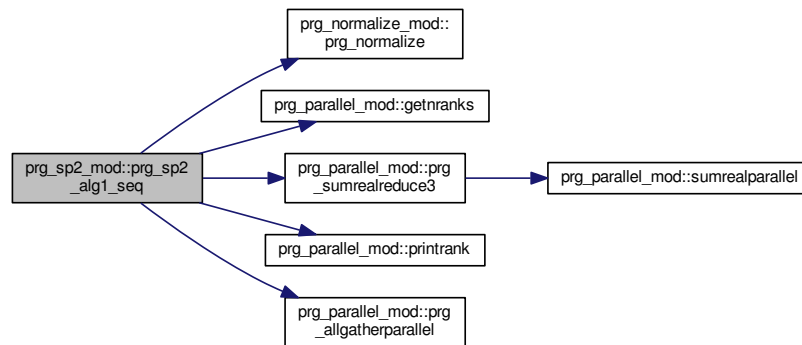 prg_normalize_mod::
prg_normalize
prg_parallel_mod::getnranks
prg_sp2_mod::prg_sp2
_alg1_seq
prg_parallel_mod::prg
_sumrealreduce3
prg_parallel_mod::sumrealparallel
prg_parallel_mod::printrank
prg_parallel_mod::prg
_allgatherparallel